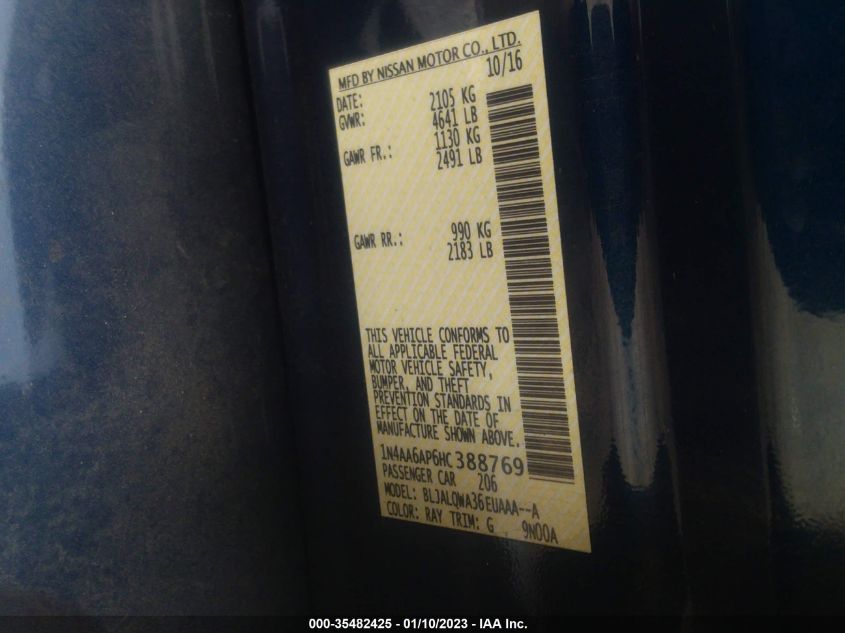 MFD BY NISSAN MOTOR CO., LTD.
DATE: 10/16
GVWR: 2105 KG
4641 LB
GAWR FR.: 1130 KG
2491 LB
GAWR RR.: 990 KG
2183 LB
THIS VEHICLE CONFORMS TO
ALL APPLICABLE FEDERAL
MOTOR VEHICLE SAFETY,
BUMPER, AND THEFT
PREVENTION STANDARDS IN
EFFECT ON THE DATE OF
MANUFACTURE SHOWN ABOVE.
1N4AA6AP6HC388769
PASSENGER CAR 206
MODEL: BLJALQWA36EUAAA--A
COLOR: RAY TRIM: G 9N00A
000-35482425 - 01/10/2023 - IAA Inc.